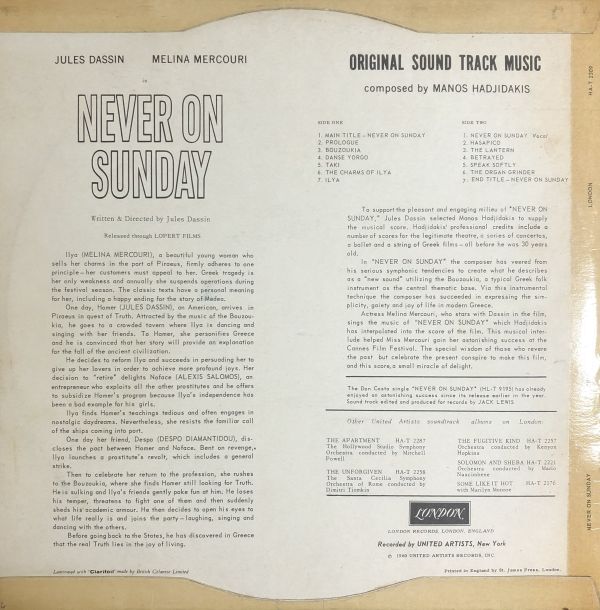 JULES DASSIN MELINA MERCOURI
in
NEVER ON
SUNDAY
Written & Directed by Jules Dassin
Released through LOPERT FILMS
Ilya (MELINA MERCOURI), a beautiful young woman who
sells her charms in the port of Piraeus, firmly adheres to one
principle – her customers must appeal to her. Greek tragedy is
her only weakness and annually she suspends operations during
the festival season. The classic texts have a personal meaning
for her, including a happy ending for the story of Medea.
One day, Homer (JULES DASSIN), an American, arrives in
Piraeus in quest of Truth. Attracted by the music of the Bouzou-
kia, he goes to a crowded tavern where Ilya is dancing and
singing with her friends. To Homer, she personifies Greece
and he is convinced that her story will provide an explanation
for the fall of the ancient civilization.
He decides to reform Ilya and succeeds in persuading her to
give up her lovers in order to achieve more profound joys. Her
decision to "retire" delights Noface (ALEXIS SALOMOS), an
entrepreneur who exploits all the other prostitutes and he offers
to subsidize Homer's program because Ilya's independence has
been a bad example for his girls.
Ilya finds Homer's teachings tedious and often engages in
nostalgic daydreams. Nevertheless, she resists the familiar call
of the ships coming into port.
One day her friend, Despo (DESPO DIAMANTIDOU), dis-
closes the pact between Homer and Noface. Bent on revenge,
Ilya launches a prostitute's revolt, which includes a general
strike.
Then to celebrate her return to the profession, she rushes
to the Bouzoukia, where she finds Homer still looking for Truth.
He is sulking and Ilya's friends gently poke fun at him. He loses
his temper, threatens to fight one of them and then suddenly
sheds his academic armour. He then decides to open his eyes to
what life really is and joins the party – laughing, singing and
dancing with the others.
Before going back to the States, he has discovered in Greece
that the real Truth lies in the joy of living.
Laminated with 'Clarifoil' made by British Celanese Limited
ORIGINAL SOUND TRACK MUSIC
composed by MANOS HADJIDAKIS
SIDE ONE
1. MAIN TITLE – NEVER ON SUNDAY
2. PROLOGUE
3. BOUZOUKIA
4. DANSE YORGO
5. TAKI
6. THE CHARMS OF ILYA
7. ILYA
SIDE TWO
1. NEVER ON SUNDAY Vocal
2. HASAPICO
3. THE LANTERN
4. BETRAYED
5. SPEAK SOFTLY
6. THE ORGAN GRINDER
7. END TITLE – NEVER ON SUNDAY
To support the pleasant and engaging milieu of "NEVER ON
SUNDAY," Jules Dassin selected Manos Hadjidakis to supply
the musical score. Hadjidakis' professional credits include a
number of scores for the legitimate theatre, a series of concertos,
a ballet and a string of Greek films – all before he was 30 years
old.
In "NEVER ON SUNDAY" the composer has veered from
his serious symphonic tendencies to create what he describes
as a "new sound" utilizing the Bouzoukia, a typical Greek folk
instrument as the central thematic base. Via this instrumental
technique the composer has succeeded in expressing the sim-
plicity, gaiety and joy of life in modern Greece.
Actress Melina Mercouri, who stars with Dassin in the film,
sings the music of "NEVER ON SUNDAY" which Hadjidakis
has interpolated into the score of the film. This musical inter-
lude helped Miss Mercouri gain her astonishing success at the
Cannes Film Festival. The special wisdom of those who revere
the past but celebrate the present conspire to make this film,
and this score, a small miracle of delight.
The Don Costa single "NEVER ON SUNDAY" (HL-T 9195) has already
enjoyed an astonishing success since its release earlier in the year.
Sound track edited and produced for records by JACK LEWIS
Other United Artists soundtrack albums on London:
THE APARTMENT HA-T 2287
The Hollywood Studio Symphony
Orchestra conducted by Mitchell
Powell
THE UNFORGIVEN HA-T 2258
The Santa Cecilia Symphony
Orchestra of Rome conducted by
Dimitri Tiomkin
THE FUGITIVE KIND HA-T 2257
Orchestra conducted by Kenyon
Hopkins
SOLOMON AND SHEBA HA-T 2221
Orchestra conducted by Mario
Nascimbene
SOME LIKE IT HOT HA-T 2176
with Marilyn Monroe
LONDON
LONDON RECORDS, LONDON, ENGLAND
Recorded by UNITED ARTISTS, New York
© 1960 UNITED ARTISTS RECORDS, INC.
Printed in England by St. James Press, London.
HA-T 2309
LONDON
NEVER ON SUNDAY